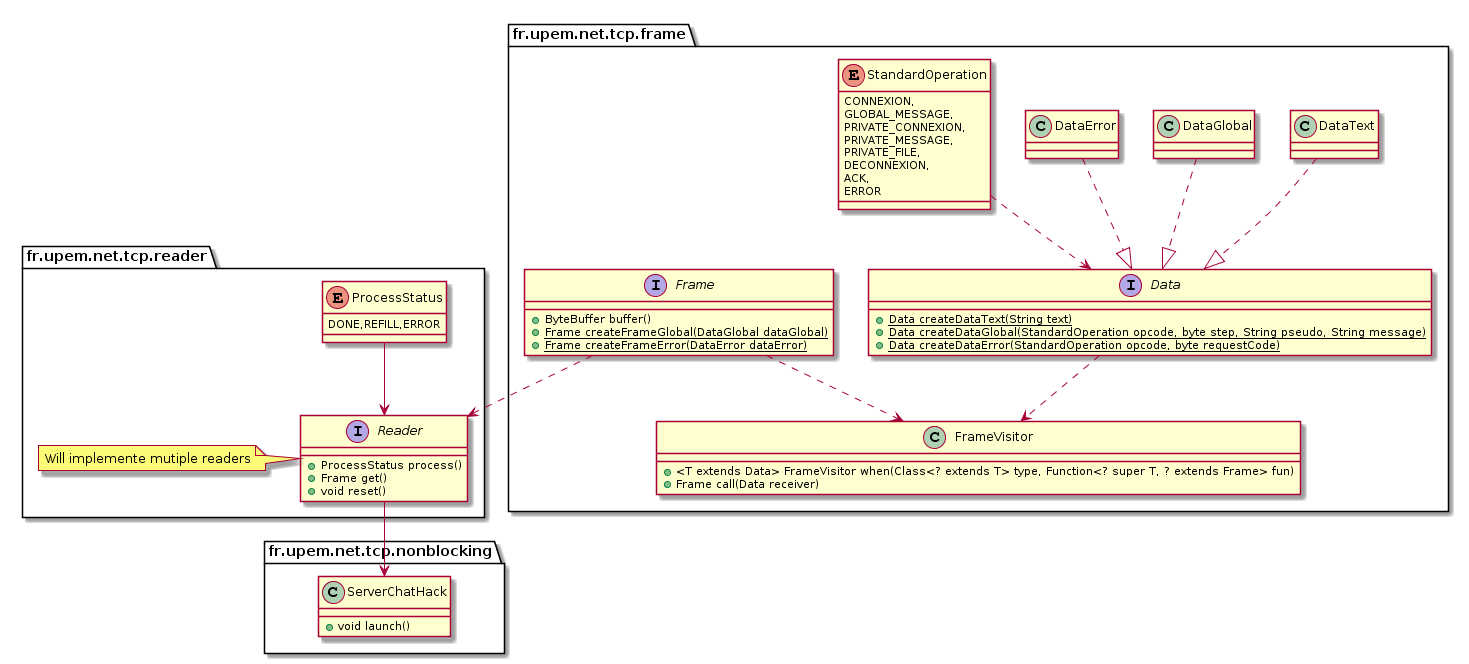 fr.upem.net.tcp.frame
E StandardOperation
CONNEXION,
GLOBAL_MESSAGE,
PRIVATE_CONNEXION,
PRIVATE_MESSAGE,
PRIVATE_FILE,
DECONNEXION,
ACK,
ERROR
C DataError
C DataGlobal
C DataText
I Frame
ByteBuffer buffer()
Frame createFrameGlobal(DataGlobal dataGlobal)
Frame createFrameError(DataError dataError)
I Data
Data createDataText(String text)
Data createDataGlobal(StandardOperation opcode, byte step, String pseudo, String message)
Data createDataError(StandardOperation opcode, byte requestCode)
C FrameVisitor
<T extends Data> FrameVisitor when(Class<? extends T> type, Function<? super T, ? extends Frame> fun)
Frame call(Data receiver)
fr.upem.net.tcp.reader
E ProcessStatus
DONE,REFILL,ERROR
Will implemente mutiple readers
I Reader
ProcessStatus process()
Frame get()
void reset()
fr.upem.net.tcp.nonblocking
C ServerChatHack
void launch()